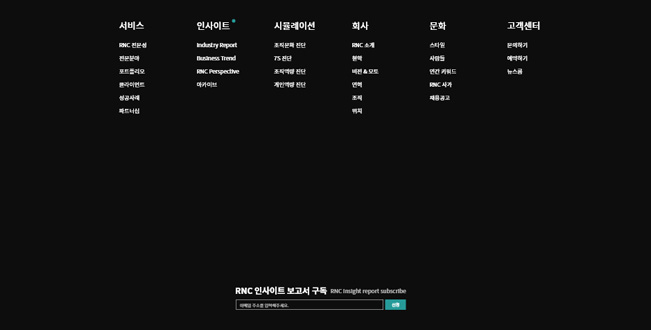 서비스
RNC 전문성
전문분야
포트폴리오
클라이언트
성공사례
파트너쉽
인사이트
Industry Report
Business Trend
RNC Perspective
아카이브
시뮬레이션
조직문화 진단
7S 진단
조직역량 진단
개인역량 진단
회사
RNC 소개
철학
비전 & 모토
연혁
조직
위치
문화
스타일
사람들
연간 키워드
RNC 사가
채용공고
고객센터
문의하기
예약하기
뉴스룸
RNC 인사이트 보고서 구독 RNC Insight report subscribe
이메일 주소를 입력해주세요.
신청